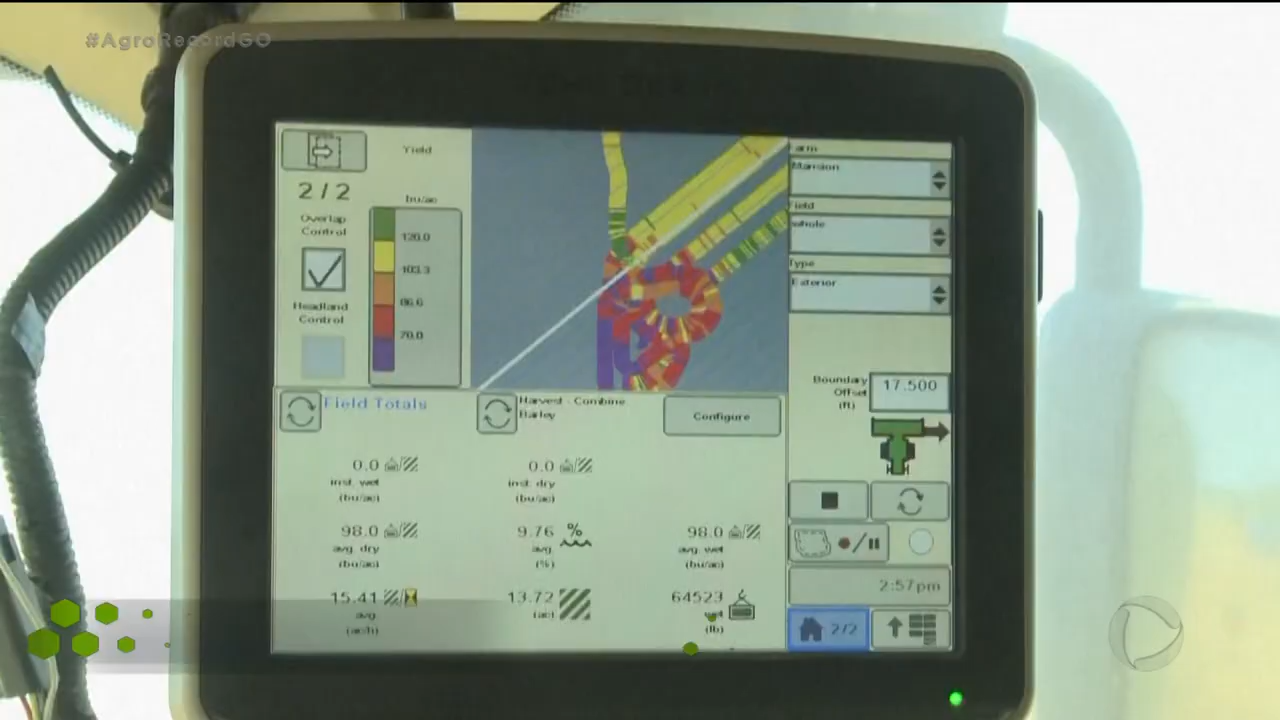 #AgroRecordGO
Yield
2/2
bu/ac
Overlap
Control
120.0
103.3
86.6
70.0
Headland
Control
Farm
Mansion
Field
whole
Type
Exterior
Boundary
Offset
(ft)
17.500
Field Totals
Harvest - Combine
Barley
Configure
0.0
inst. wet
(bu/ac)
0.0
inst. dry
(bu/ac)
98.0
avg. dry
(bu/ac)
9.76 %
avg.
(%)
98.0
avg. wet
(bu/ac)
15.41
avg
(ac/h)
13.72
(ac)
64523
wet
(lb)
2:57pm
2/2